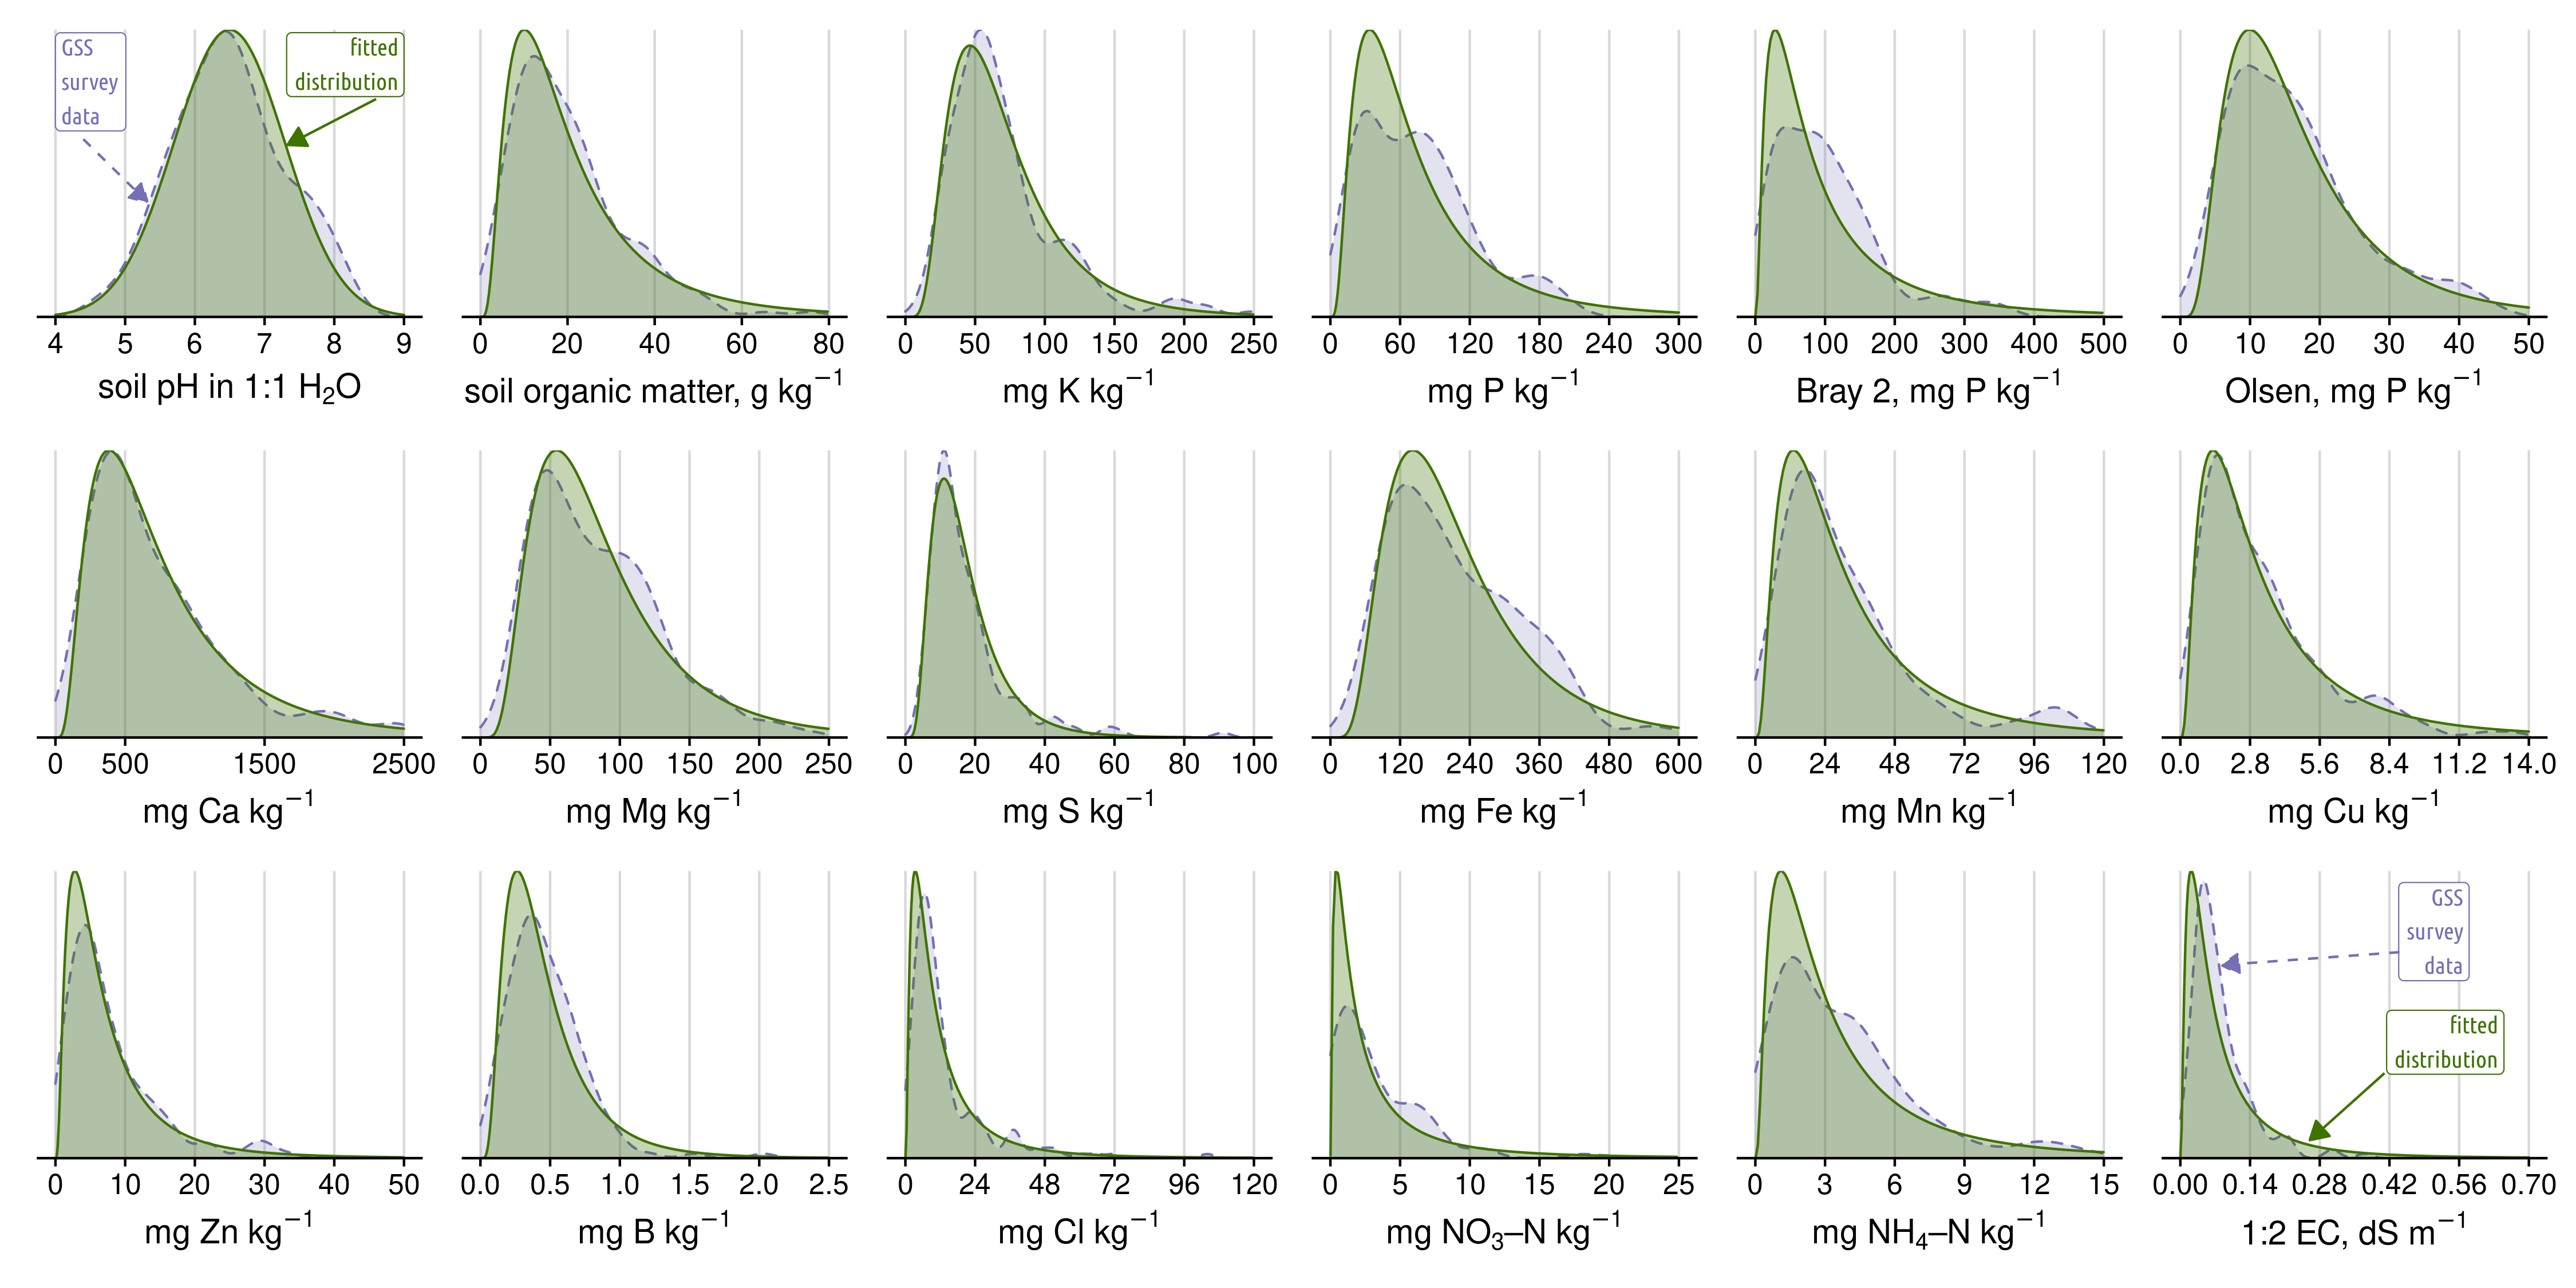 GSS
survey
data
fitted
distribution
4 5 6 7 8 9
soil pH in 1:1 H₂O
0 20 40 60 80
soil organic matter, g kg⁻¹
0 50 100 150 200 250
mg K kg⁻¹
0 60 120 180 240 300
mg P kg⁻¹
0 100 200 300 400 500
Bray 2, mg P kg⁻¹
0 10 20 30 40 50
Olsen, mg P kg⁻¹
0 500 1500 2500
mg Ca kg⁻¹
0 50 100 150 200 250
mg Mg kg⁻¹
0 20 40 60 80 100
mg S kg⁻¹
0 120 240 360 480 600
mg Fe kg⁻¹
0 24 48 72 96 120
mg Mn kg⁻¹
0.0 2.8 5.6 8.4 11.2 14.0
mg Cu kg⁻¹
0 10 20 30 40 50
mg Zn kg⁻¹
0.0 0.5 1.0 1.5 2.0 2.5
mg B kg⁻¹
0 24 48 72 96 120
mg Cl kg⁻¹
0 5 10 15 20 25
mg NO₃–N kg⁻¹
0 3 6 9 12 15
mg NH₄–N kg⁻¹
GSS
survey
data
fitted
distribution
0.00 0.14 0.28 0.42 0.56 0.70
1:2 EC, dS m⁻¹